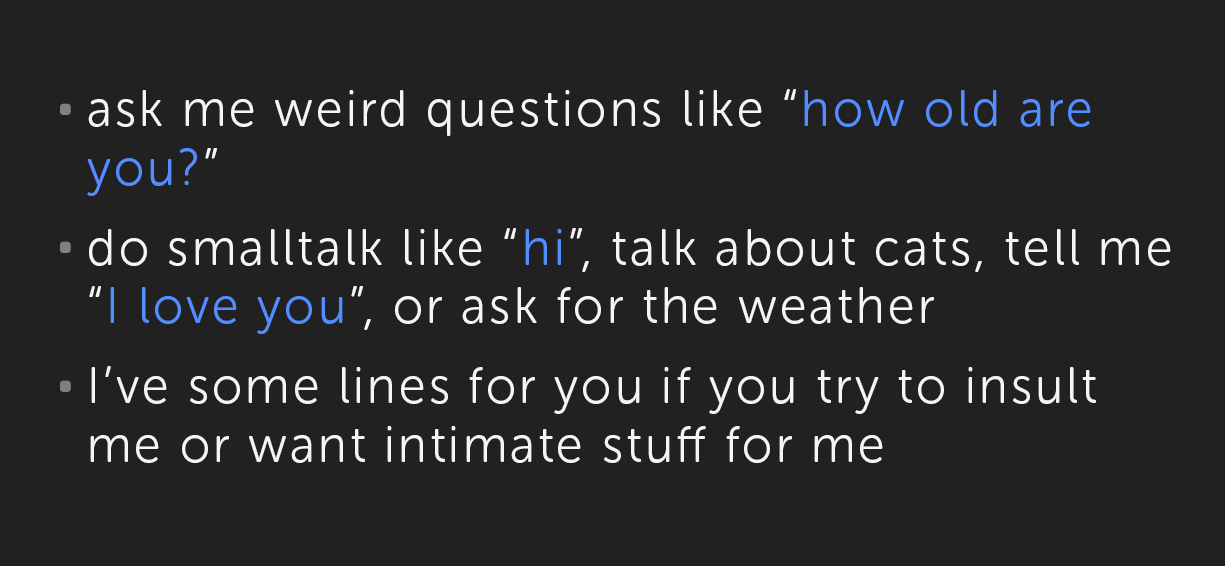 ▪ ask me weird questions like “how old are
you?”
▪ do smalltalk like “hi”, talk about cats, tell me
“I love you”, or ask for the weather
▪ I’ve some lines for you if you try to insult
me or want intimate stuff for me